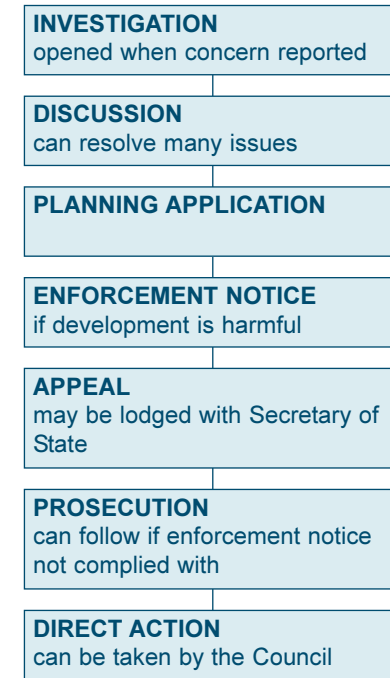 INVESTIGATION
opened when concern reported
DISCUSSION
can resolve many issues
PLANNING APPLICATION
ENFORCEMENT NOTICE
if development is harmful
APPEAL
may be lodged with Secretary of
State
PROSECUTION
can follow if enforcement notice
not complied with
DIRECT ACTION
can be taken by the Council